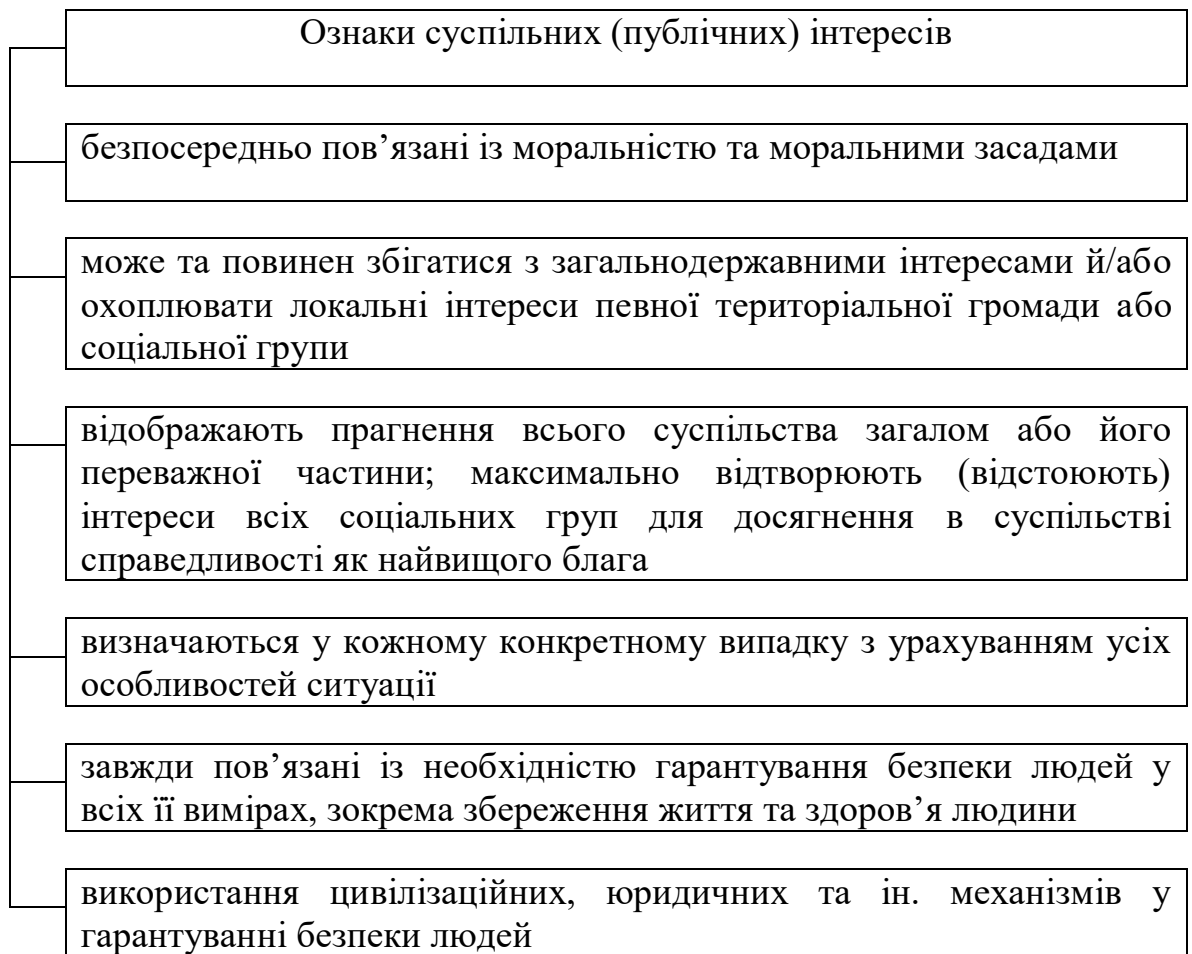 Ознаки суспільних (публічних) інтересів
безпосередньо пов’язані із моральністю та моральними засадами
може та повинен збігатися з загальнодержавними інтересами й/або
охоплювати локальні інтереси певної територіальної громади або
соціальної групи
відображають прагнення всього суспільства загалом або його
переважної частини; максимально відтворюють (відстоюють)
інтереси всіх соціальних груп для досягнення в суспільстві
справедливості як найвищого блага
визначаються у кожному конкретному випадку з урахуванням усіх
особливостей ситуації
завжди пов’язані із необхідністю гарантування безпеки людей у
всіх її вимірах, зокрема збереження життя та здоров’я людини
використання цивілізаційних, юридичних та ін. механізмів у
гарантуванні безпеки людей